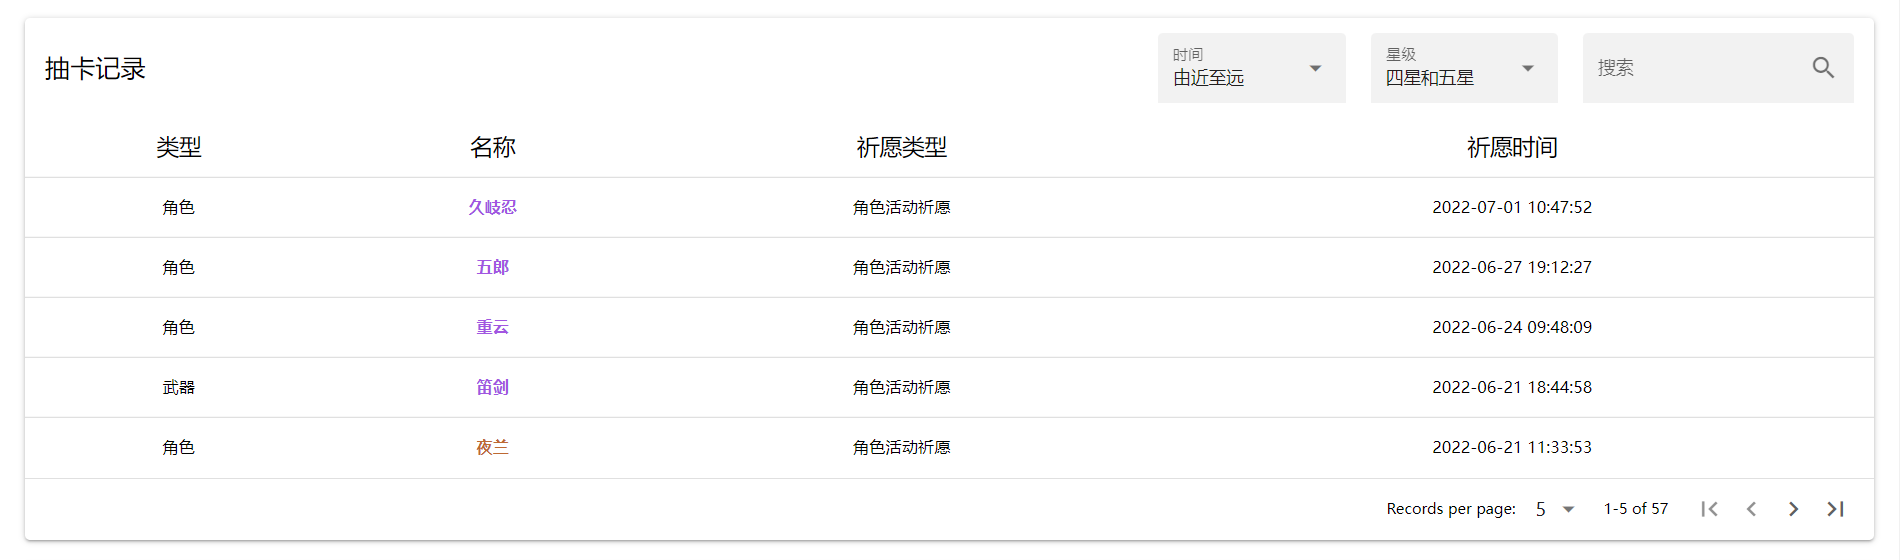 抽卡记录
时间
由近至远
星级
四星和五星
搜索
类型 名称 祈愿类型 祈愿时间
角色 久岐忍 角色活动祈愿 2022-07-01 10:47:52
角色 五郎 角色活动祈愿 2022-06-27 19:12:27
角色 重云 角色活动祈愿 2022-06-24 09:48:09
武器 笛剑 角色活动祈愿 2022-06-21 18:44:58
角色 夜兰 角色活动祈愿 2022-06-21 11:33:53
Records per page: 5 1-5 of 57